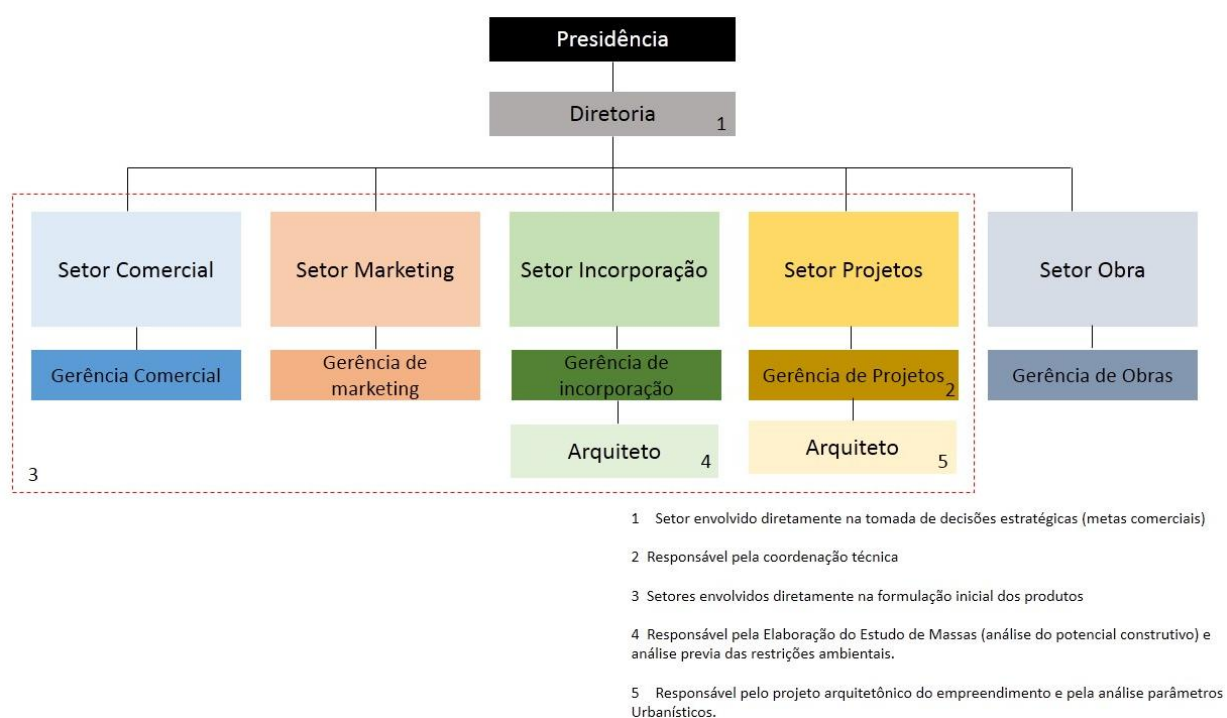 Presidência
Diretoria
1
Setor Comercial
Setor Marketing
Setor Incorporação
Setor Projetos
Setor Obra
Gerência Comercial
Gerência de
marketing
Gerência de
incorporação
Gerência de Projetos
2
Gerência de Obras
Arquiteto
4
Arquiteto
5
3
1 Setor envolvido diretamente na tomada de decisões estratégicas (metas comerciais)
2 Responsável pela coordenação técnica
3 Setores envolvidos diretamente na formulação inicial dos produtos
4 Responsável pela Elaboração do Estudo de Massas (análise do potencial construtivo) e
análise previa das restrições ambientais.
5 Responsável pelo projeto arquitetônico do empreendimento e pela análise parâmetros
Urbanísticos.